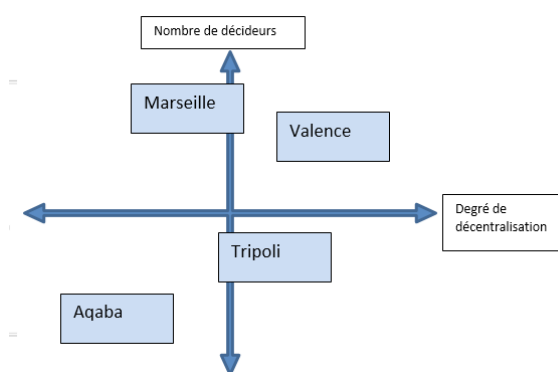 Nombre de décideurs
Marseille
Valence
Degré de
décentralisation
Tripoli
Aqaba